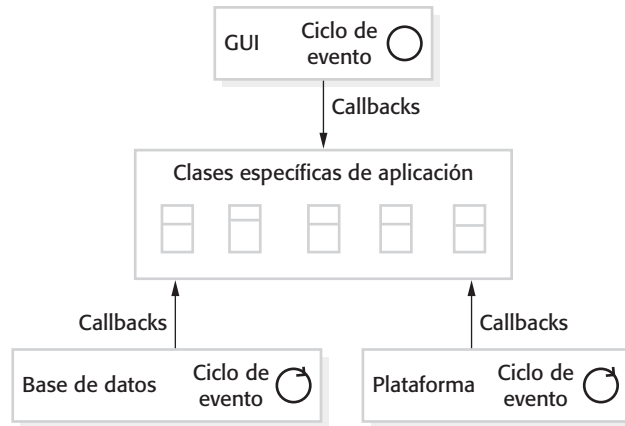 GUI
Ciclo de
evento
Callbacks
Clases específicas de aplicación
Callbacks
Callbacks
Base de datos
Ciclo de
evento
Plataforma
Ciclo de
evento